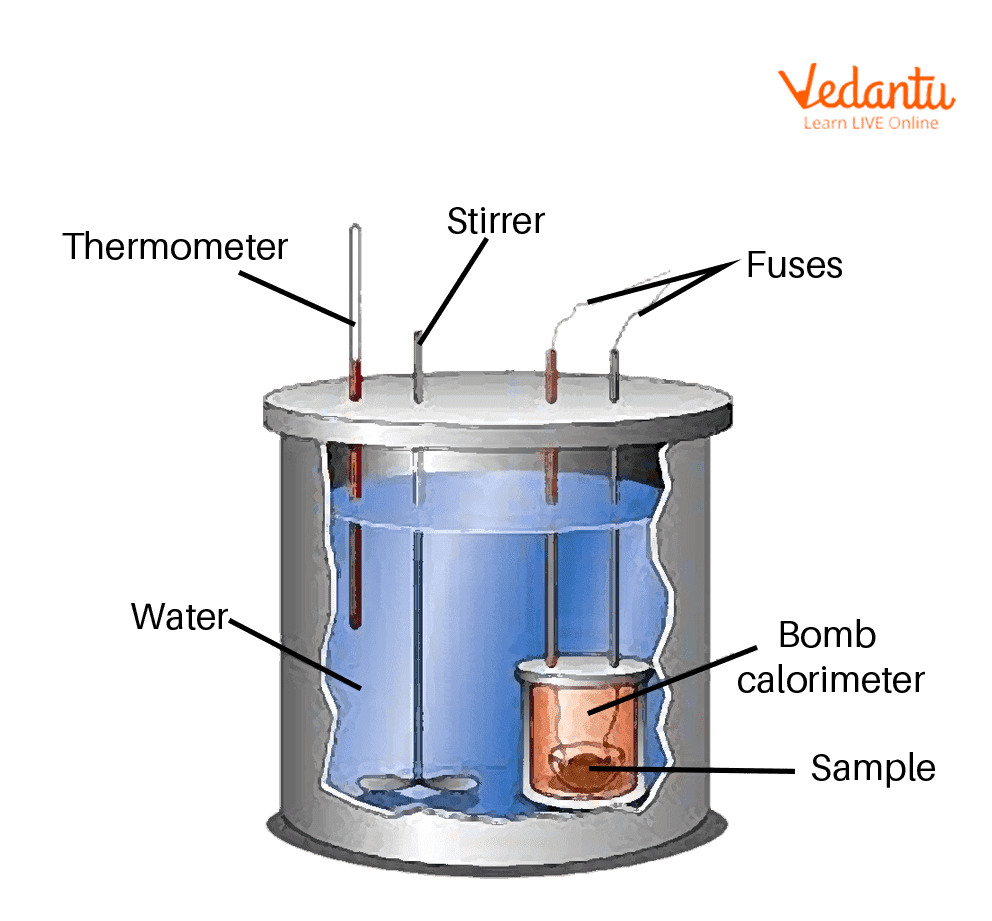 Vedantu
Learn LIVE Online
Stirrer
Thermometer
Fuses
Water
Bomb
calorimeter
Sample